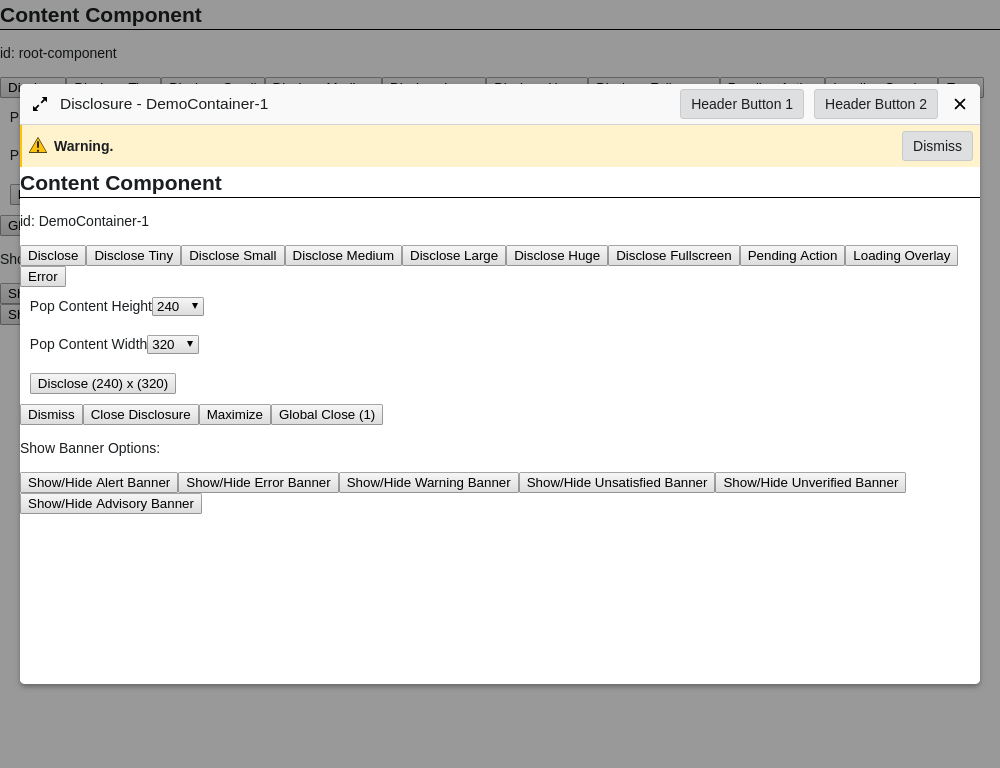 Content Component
id: root-component
Disclosure - DemoContainer-1 Header Button 1 Header Button 2
Warning. Dismiss
Content Component
id: DemoContainer-1
Disclose Disclose Tiny Disclose Small Disclose Medium Disclose Large Disclose Huge Disclose Fullscreen Pending Action Loading Overlay
Error
Pop Content Height 240
Pop Content Width 320
Disclose (240) x (320)
Dismiss Close Disclosure Maximize Global Close (1)
Show Banner Options:
Show/Hide Alert Banner Show/Hide Error Banner Show/Hide Warning Banner Show/Hide Unsatisfied Banner Show/Hide Unverified Banner
Show/Hide Advisory Banner